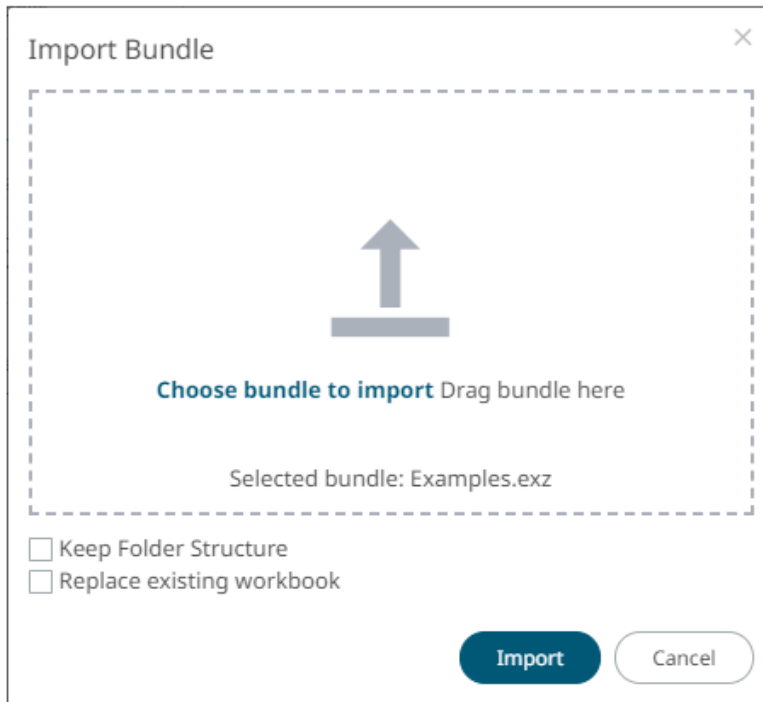 Import Bundle
Choose bundle to import Drag bundle here
Selected bundle: Examples.exz
Keep Folder Structure
Replace existing workbook
Import Cancel